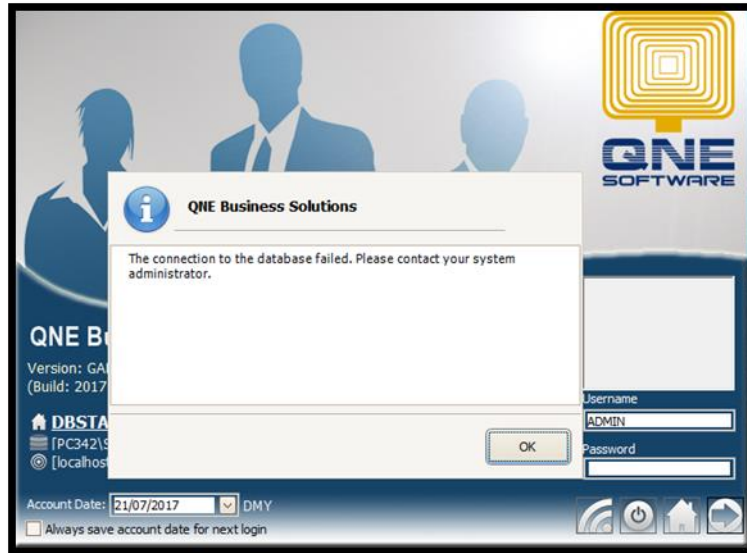 QNE
SOFTWARE
QNE Business Solutions
The connection to the database failed. Please contact your system
administrator.
OK
QNE B
Version: GA
(Build: 2017
DBSTA
[PC342\S
[localhost
Username
ADMIN
Password
Account Date: 21/07/2017 DMY
Always save account date for next login